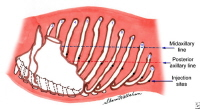 Midaxillary
line
Posterior
axillary line
Injection
sites